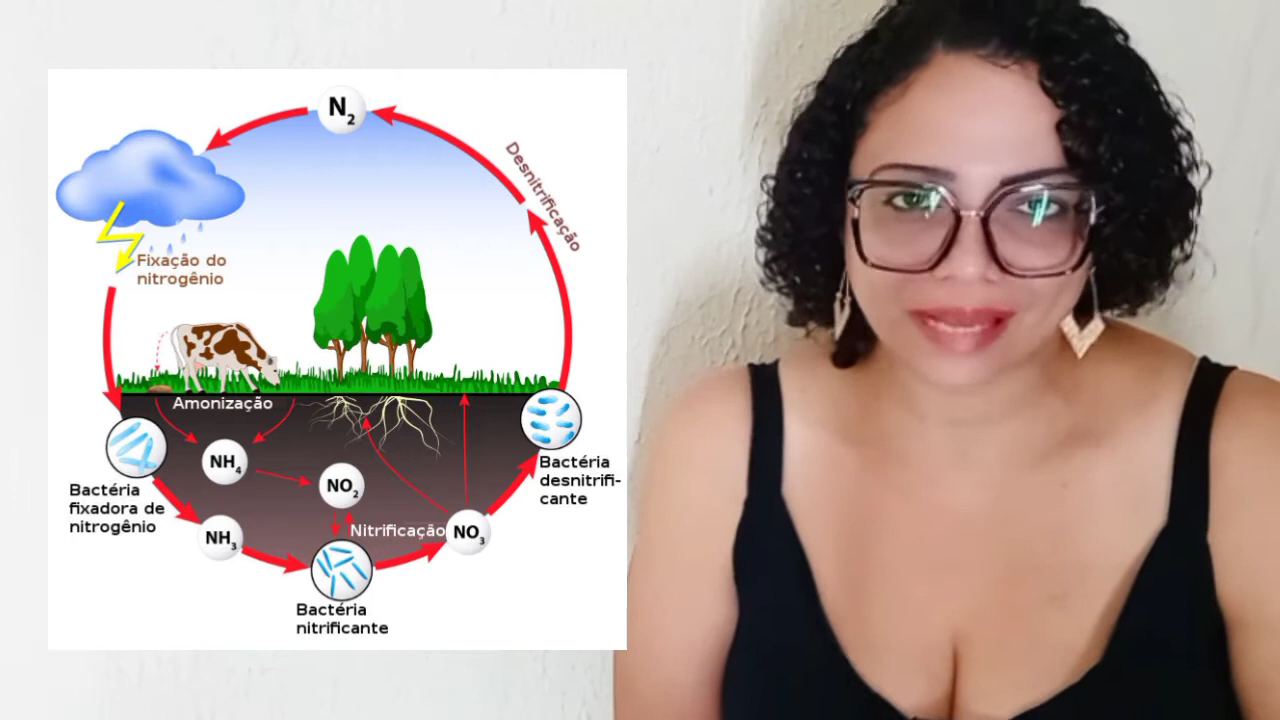 N₂
Desnitrificação
Fixação do
nitrogênio
Amonização
NH₄
NO₂
Bactéria
desnitrifi-
cante
Bactéria
fixadora de
nitrogênio
NH₃
Nitrificação
NO₃
Bactéria
nitrificante